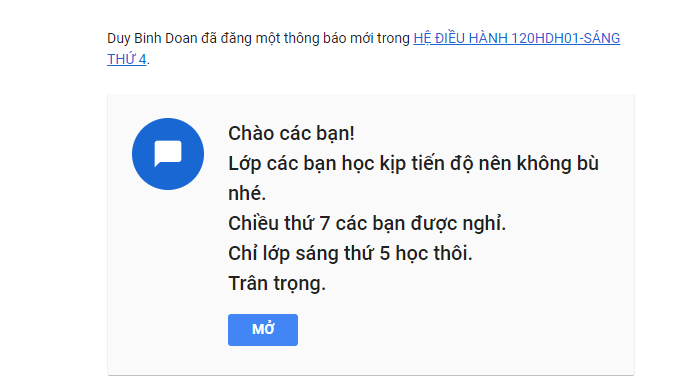 Duy Binh Doan đã đăng một thông báo mới trong HỆ ĐIỀU HÀNH 120HDH01-SÁNG
THỨ 4.
Chào các bạn!
Lớp các bạn học kịp tiến độ nên không bù
nhé.
Chiều thứ 7 các bạn được nghỉ.
Chỉ lớp sáng thứ 5 học thôi.
Trân trọng.
MỞ